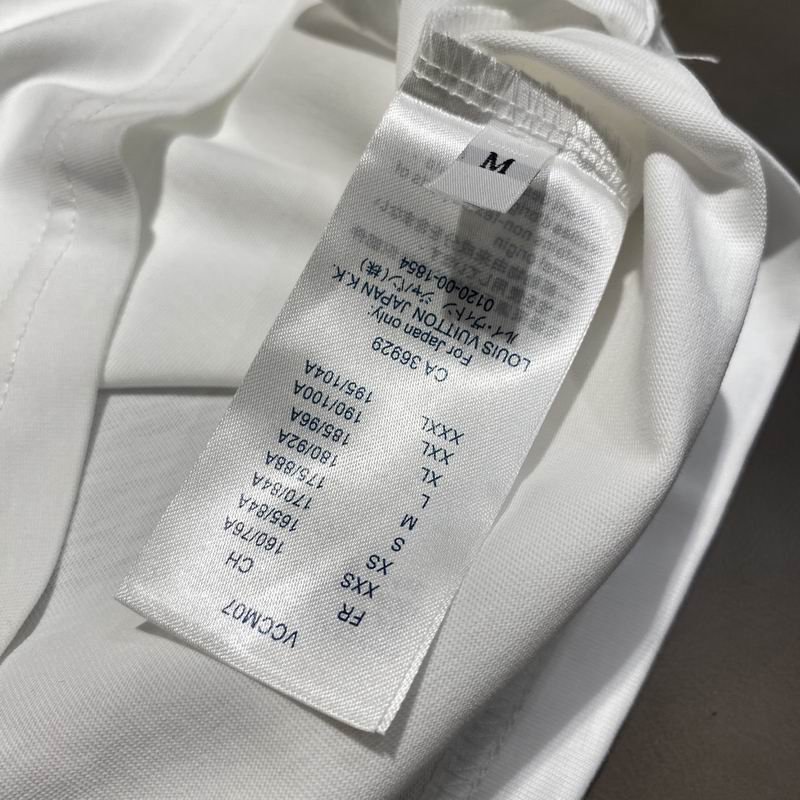 M
VCCM07
FR CH
XXS 160/76A
XS 165/84A
S 170/84A
M 175/88A
L 180/92A
XL 185/96A
XXL 190/100A
XXXL 195/104A
CA 36929
For Japan only:
LOUIS VUITTON JAPAN K.K.
ルイ・ヴィトン
ジャパン(株)
0120-00-1854